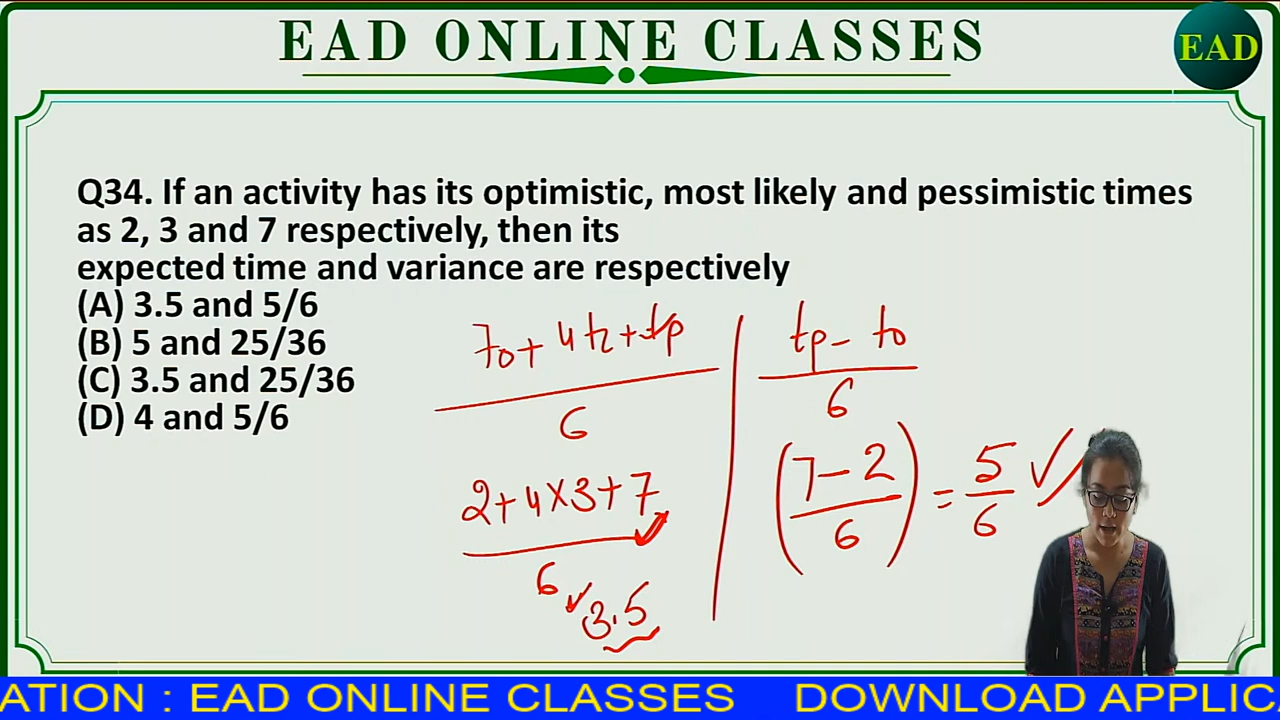 EAD ONLINE CLASSES
EAD
Q34. If an activity has its optimistic, most likely and pessimistic times
as 2, 3 and 7 respectively, then its
expected time and variance are respectively
(A) 3.5 and 5/6
(B) 5 and 25/36
(C) 3.5 and 25/36
(D) 4 and 5/6
+ 4 + tp
6
2+4×3+7
6
3.5
tp - to
6
(7-2
6) = 5
6
ATION : EAD ONLINE CLASSES DOWNLOAD APPLICA